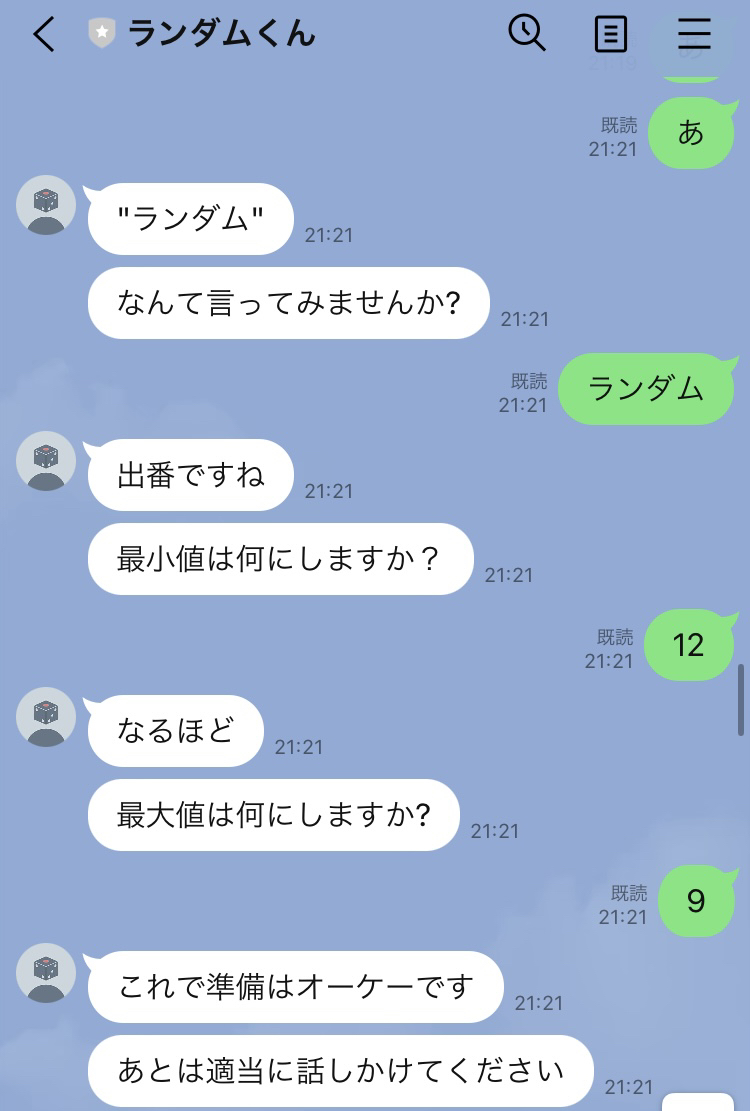 ランダムくん
あ
既読
21:21
"ランダム"
21:21
なんて言ってみませんか?
21:21
ランダム
既読
21:21
出番ですね
21:21
最小値は何にしますか？
21:21
12
既読
21:21
なるほど
21:21
最大値は何にしますか?
21:21
9
既読
21:21
これで準備はオーケーです
21:21
あとは適当に話しかけてください
21:21